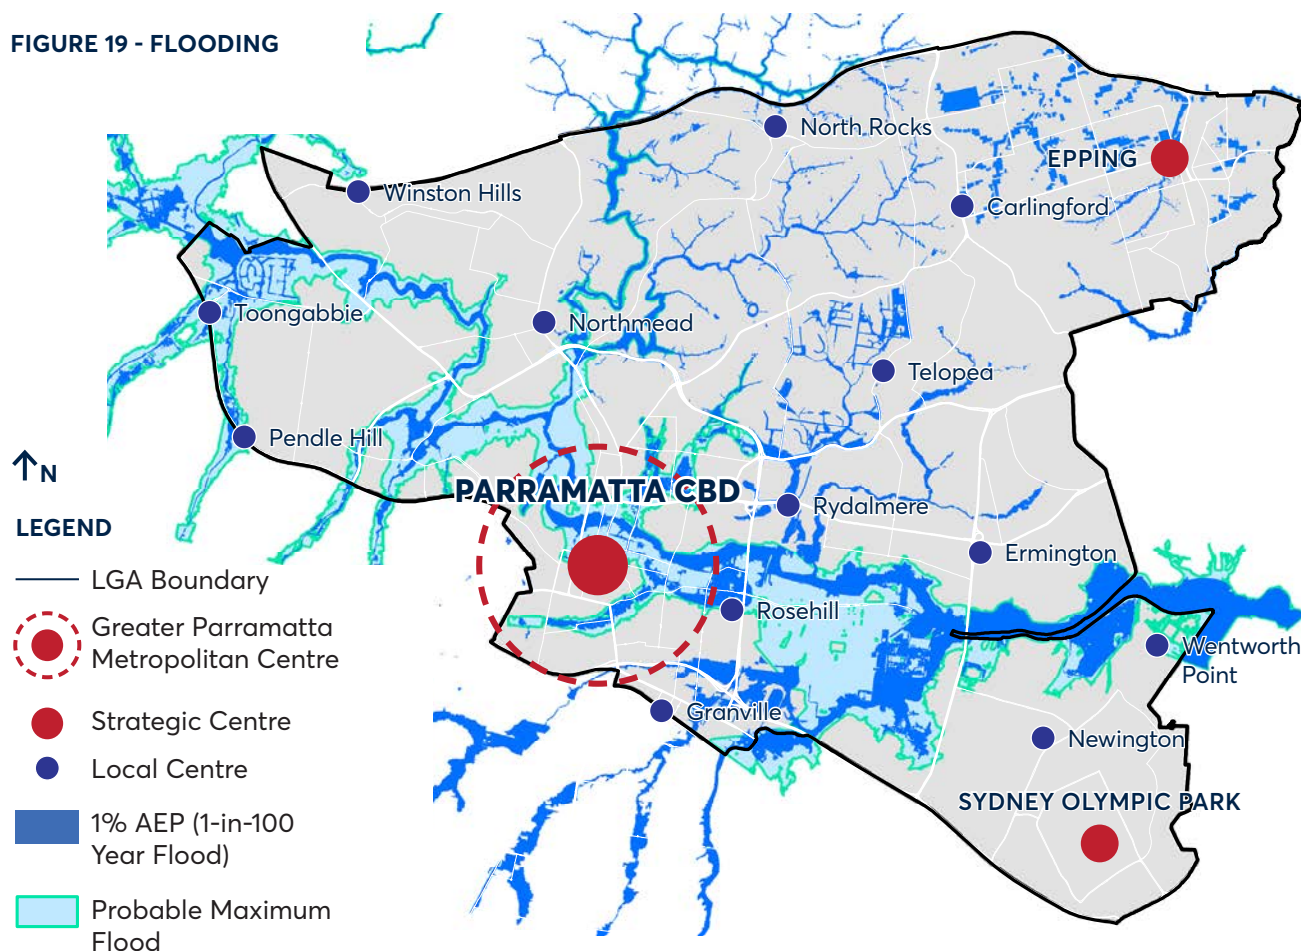 FIGURE 19 - FLOODING
North Rocks
EPPING
Winston Hills
Carlingford
Toongabbie
Northmead
Telopea
Pendle Hill
N
PARRAMATTA CBD
Rydalmere
LEGEND
Ermington
LGA Boundary
Rosehill
Greater Parramatta
Metropolitan Centre
Wentworth
Point
Strategic Centre
Granville
Newington
Local Centre
SYDNEY OLYMPIC PARK
1% AEP (1-in-100
Year Flood)
Probable Maximum
Flood